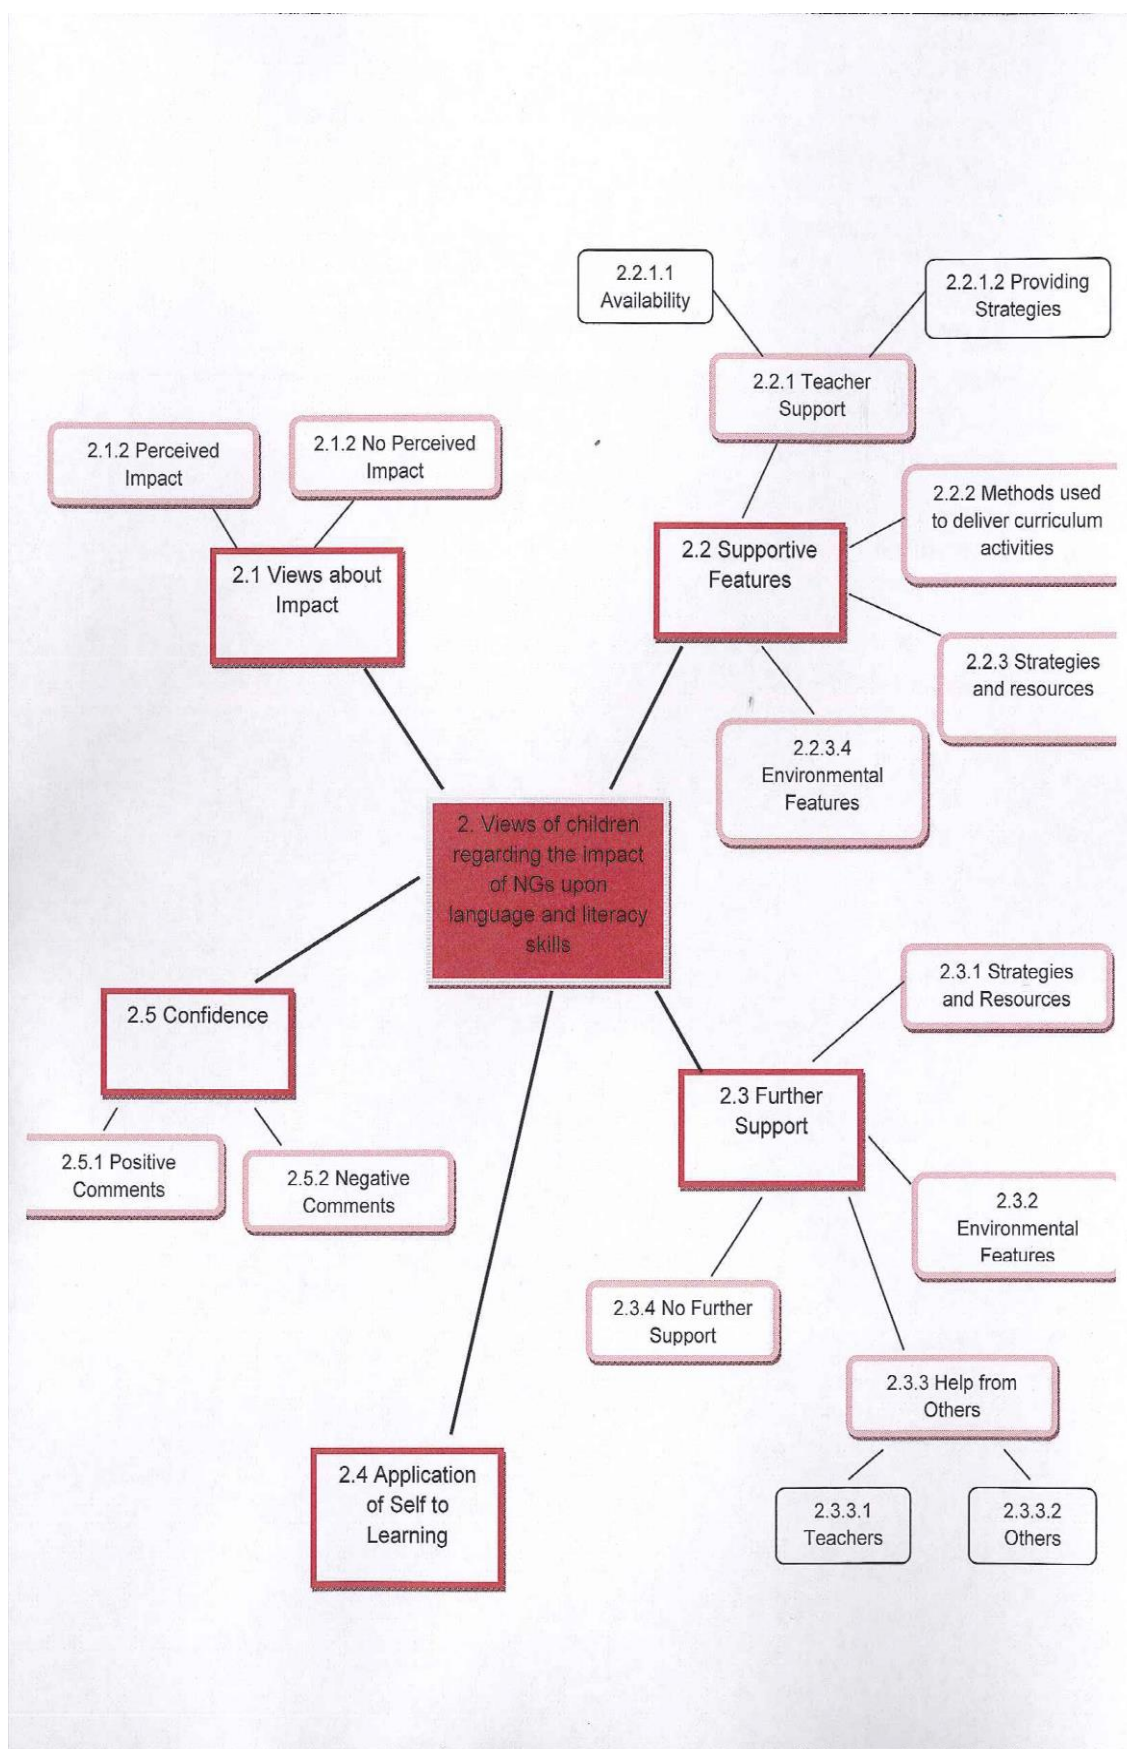 2.2.1.1
Availability
2.2.1.2 Providing
Strategies
2.2.1 Teacher
Support
2.1.2 Perceived
Impact
2.1.2 No Perceived
Impact
2.2.2 Methods used
to deliver curriculum
activities
2.2 Supportive
Features
2.1 Views about
Impact
2.2.3 Strategies
and resources
2.2.3.4
Environmental
Features
2. Views of children
regarding the impact
of NGs upon
language and literacy
skills
2.3.1 Strategies
and Resources
2.5 Confidence
2.3 Further
Support
2.5.1 Positive
Comments
2.5.2 Negative
Comments
2.3.2
Environmental
Features
2.3.4 No Further
Support
2.3.3 Help from
Others
2.4 Application
of Self to
Learning
2.3.3.1
Teachers
2.3.3.2
Others